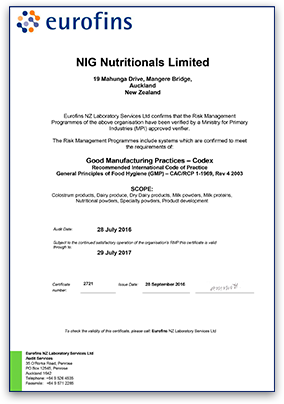 eurofins
NIG Nutritionals Limited
19 Mahunga Drive, Mangere Bridge,
Auckland
New Zealand
Eurofins NZ Laboratory Services Ltd confirms that the Risk Management
Programmes of the above organisation have been verified by a Ministry for Primary
Industries (MPI) approved verifier.
The Risk Management Programmes include systems which are confirmed to meet
the requirements of:
Good Manufacturing Practices – Codex
Recommended International Code of Practice
General Principles of Food Hygiene (GMP) – CAC/RCP 1-1969, Rev 4 2003
SCOPE:
Colostrum products, Dairy produce, Dry Dairy products, Milk powders, Milk proteins,
Nutritional powders, Specialty powders, Product development
Audit Date: 28 July 2016
Subject to the continued satisfactory operation of the organisation's RMP this certificate is valid
through to:
29 July 2017
Certificate number: 2721 Issue Date: 26 September 2016
To check the validity of this certificate, please call: Eurofins NZ Laboratory Services Ltd
Eurofins NZ Laboratory Services Ltd
Audit Services
35 O'Rorke Road, Penrose
PO Box 12545, Penrose
Auckland 1642
Telephone: +64 9 526 4535
Facsimile: +64 9 571 2266